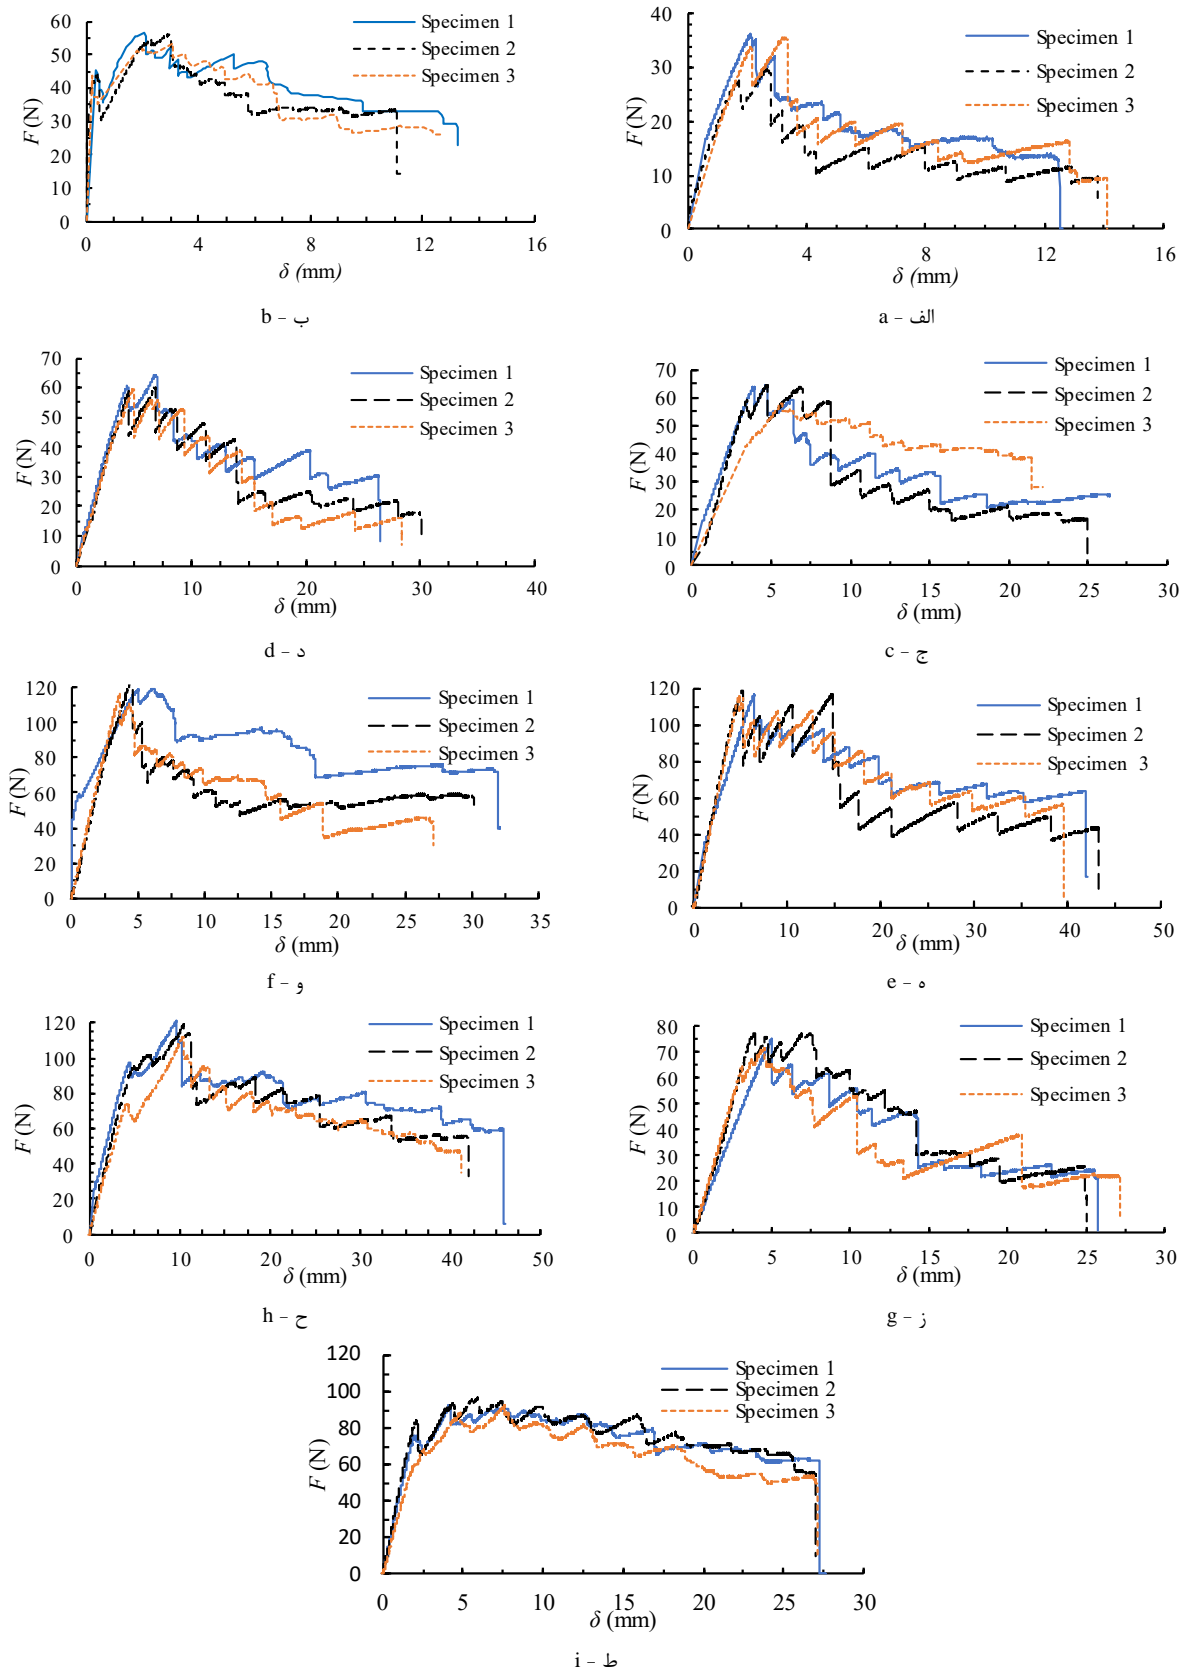 60
50
40
30
20
10
0
F (N)
0
4
8
12
16
δ (mm)
Specimen 1
Specimen 2
Specimen 3
b - ب
40
30
20
10
0
F (N)
0
4
8
12
16
δ (mm)
Specimen 1
Specimen 2
Specimen 3
a - الف
70
60
50
40
30
20
10
0
F (N)
0
10
20
30
40
δ (mm)
Specimen 1
Specimen 2
Specimen 3
d - د
70
60
50
40
30
20
10
0
F (N)
0
5
10
15
20
25
30
δ (mm)
Specimen 1
Specimen 2
Specimen 3
c - ج
120
100
80
60
40
20
0
F (N)
0
5
10
15
20
25
30
35
δ (mm)
Specimen 1
Specimen 2
Specimen 3
f - و
120
100
80
60
40
20
0
F (N)
0
10
20
30
40
50
δ (mm)
Specimen 1
Specimen 2
Specimen 3
e - ه
120
100
80
60
40
20
0
F (N)
0
10
20
30
40
50
δ (mm)
Specimen 1
Specimen 2
Specimen 3
h - ح
80
70
60
50
40
30
20
10
0
F (N)
0
5
10
15
20
25
30
δ (mm)
Specimen 1
Specimen 2
Specimen 3
g - ز
120
100
80
60
40
20
0
F (N)
0
5
10
15
20
25
30
δ (mm)
Specimen 1
Specimen 2
Specimen 3
i - ط